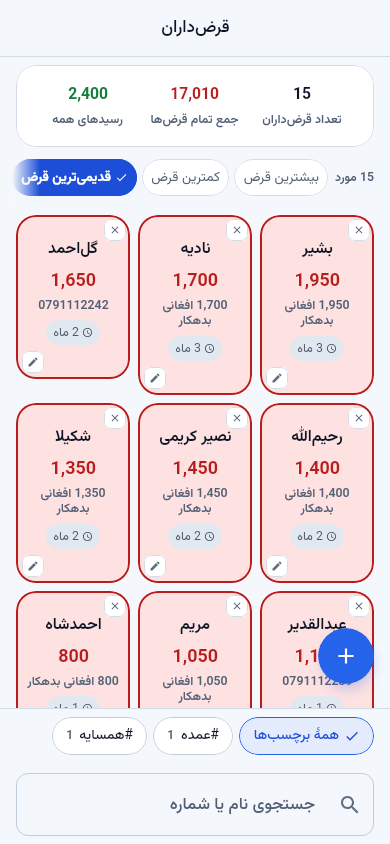 قرض‌داران
15
17,010
2,400
تعداد قرض‌داران
جمع تمام قرض‌ها
رسیدهای همه
15 مورد
بیشترین قرض
کمترین قرض
قدیمی‌ترین قرض
بشیر
1,950
1,950 افغانی
بدهکار
3 ماه
نادیه
1,700
1,700 افغانی
بدهکار
3 ماه
گل‌احمد
1,650
0791112242
2 ماه
رحیم‌الله
1,400
1,400 افغانی
بدهکار
2 ماه
نصیر کریمی
1,450
1,450 افغانی
بدهکار
2 ماه
شکیلا
1,350
1,350 افغانی
بدهکار
2 ماه
عبدالقدیر
مریم
1,050
1,050 افغانی
بدهکار
احمدشاه
800
800 افغانی بدهکار
همهٔ برچسب‌ها
#عمده 1
#همسایه 1
جستجوی نام یا شماره